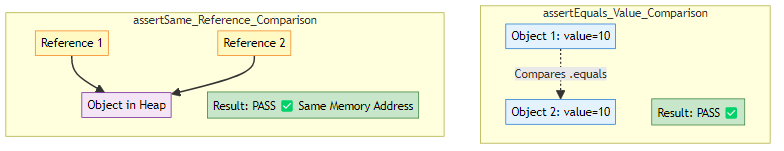 assertSame_Reference_Comparison
Reference 1
Reference 2
Object in Heap
Result: PASS ✅ Same Memory Address
assertEquals_Value_Comparison
Object 1: value=10
Compares .equals
Object 2: value=10
Result: PASS ✅